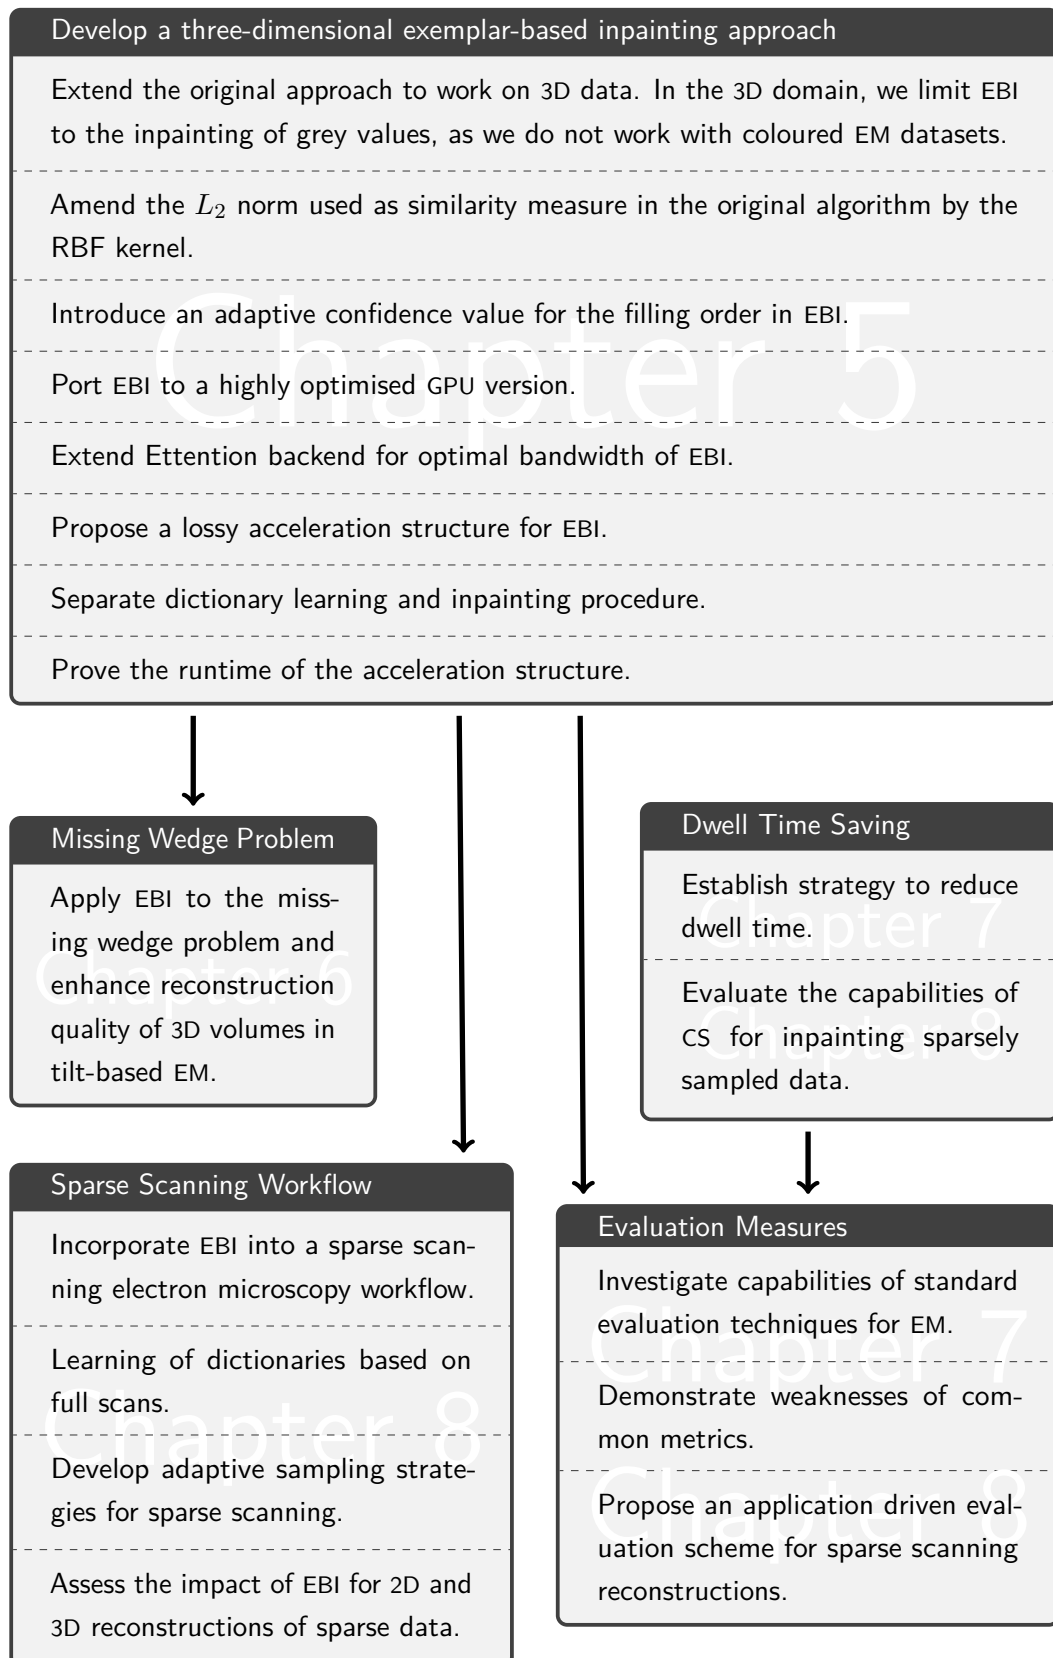 Develop a three-dimensional exemplar-based inpainting approach
Extend the original approach to work on 3D data. In the 3D domain, we limit EBI
to the inpainting of grey values, as we do not work with coloured EM datasets.
Amend the L₂ norm used as similarity measure in the original algorithm by the
RBF kernel.
Introduce an adaptive confidence value for the filling order in EBI.
Chapter 5
Port EBI to a highly optimised GPU version.
Extend Ettention backend for optimal bandwidth of EBI.
Propose a lossy acceleration structure for EBI.
Separate dictionary learning and inpainting procedure.
Prove the runtime of the acceleration structure.
Missing Wedge Problem
Apply EBI to the miss-
ing wedge problem and
Chapter 6
enhance reconstruction
quality of 3D volumes in
tilt-based EM.
Dwell Time Saving
Establish strategy to reduce
Chapter 7
dwell time.
Evaluate the capabilities of
Chapter 8
CS for inpainting sparsely
sampled data.
Sparse Scanning Workflow
Incorporate EBI into a sparse scan-
ning electron microscopy workflow.
Learning of dictionaries based on
full scans.
Chapter 8
Develop adaptive sampling strate-
gies for sparse scanning.
Assess the impact of EBI for 2D and
3D reconstructions of sparse data.
Evaluation Measures
Investigate capabilities of standard
evaluation techniques for EM.
Chapter 7
Demonstrate weaknesses of com-
mon metrics.
Propose an application driven eval-
Chapter 8
uation scheme for sparse scanning
reconstructions.